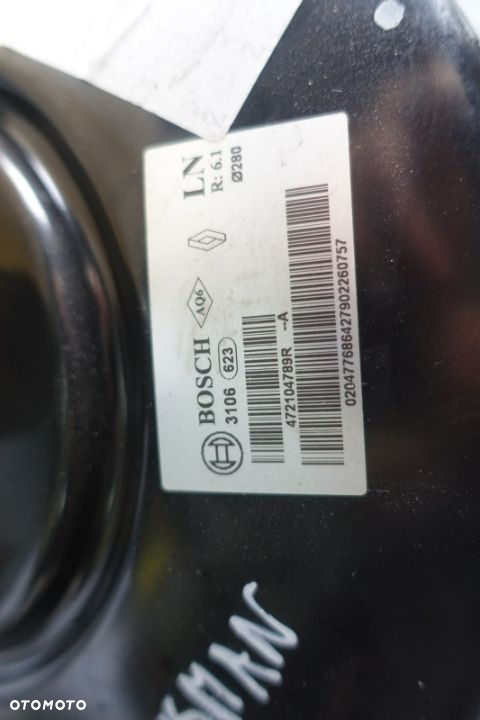 BOSCH AQ6 LN
3106 623 R: 6.1
Ø280
472104789R --A
020477686427902260757
OTOMOTO